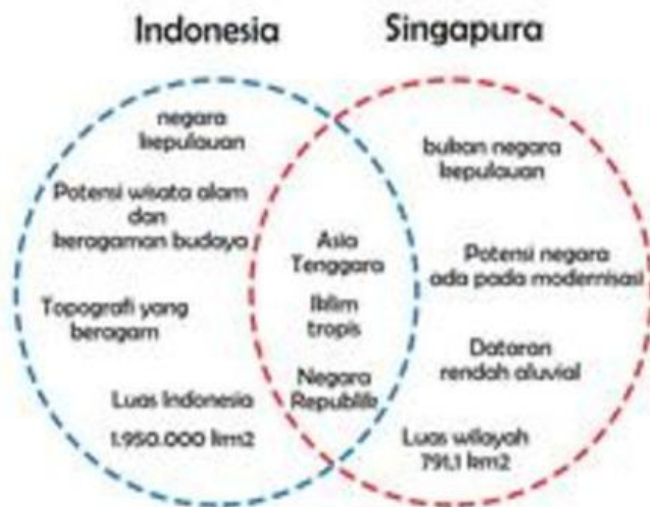 Indonesia
Singapura
negara
kepulauan
Potensi wisata alam
dan
keragaman budaya
Topografi yang
beragam
Luas Indonesia
1.950.000 km2
Asia
Tenggara
Iklim
tropis
Negara
Republik
bukan negara
kepulauan
Potensi negara
ada pada modernisasi
Dataran
rendah aluvial
Luas wilayah
791,1 km2